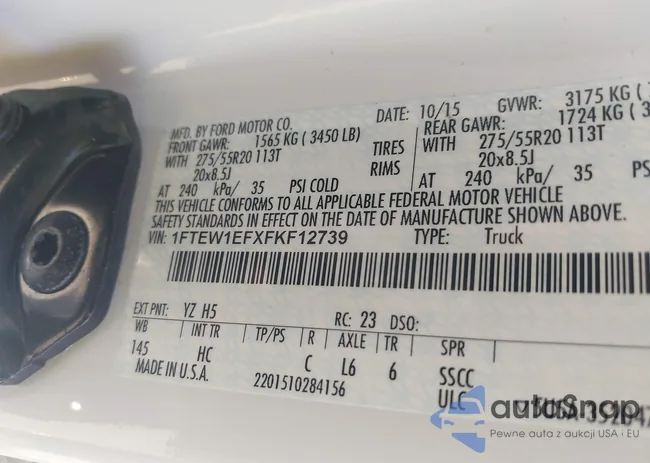 MFD. BY FORD MOTOR CO. DATE: 10/15 GVWR: 3175 KG (
FRONT GAWR: 1565 KG (3450 LB) REAR GAWR: 1724 KG (3
WITH 275/55R20 113T TIRES WITH 275/55R20 113T
20x8.5J RIMS 20x8.5J
AT 240 kPa/ 35 PSI COLD AT 240 kPa/ 35
THIS VEHICLE CONFORMS TO ALL APPLICABLE FEDERAL MOTOR VEHICLE
SAFETY STANDARDS IN EFFECT ON THE DATE OF MANUFACTURE SHOWN ABOVE.
VIN: 1FTEW1EFXFKF12739 TYPE: Truck
EXT PNT: YZ H5 RC: 23 DSO:
WB INT TR TP/PS R AXLE TR SPR
145 HC C L6 6 SSCC
MADE IN U.S.A. 2201510284156 ULC
autoSnap
Pewne auta z aukcji USA i EU